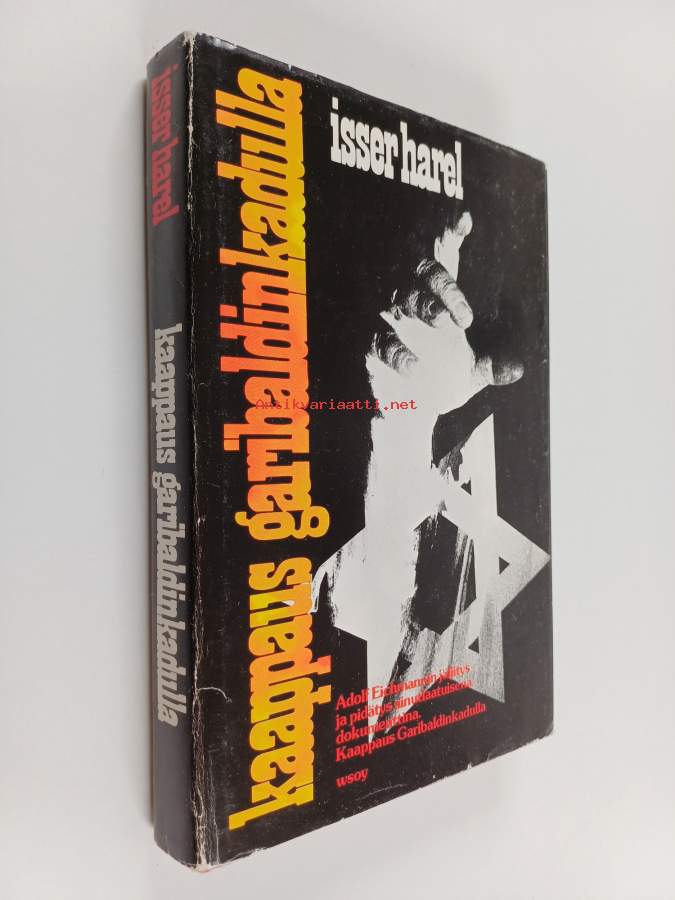 isser harel
kaappaus garibaldinkadulla
isser harel
kaappaus garibaldinkadulla
Antikvariaatti.net
Adolf Eichmannin jäljitys
ja pidätys ainutlaatuisena
dokumenttina.
Kaappaus Garibaldinkadulla
wsoy